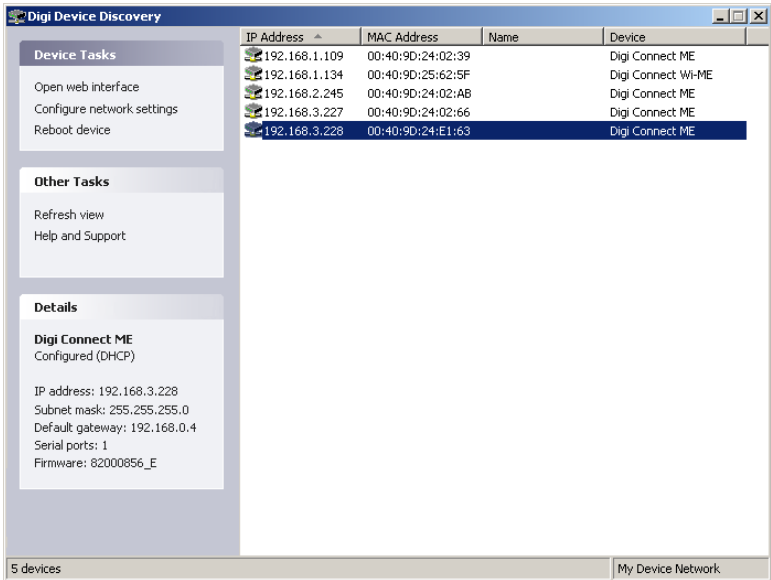 Digi Device Discovery
Device Tasks
Open web interface
Configure network settings
Reboot device
Other Tasks
Refresh view
Help and Support
Details
Digi Connect ME
Configured (DHCP)
IP address: 192.168.3.228
Subnet mask: 255.255.255.0
Default gateway: 192.168.0.4
Serial ports: 1
Firmware: 82000856_E
IP Address MAC Address Name Device
192.168.1.109 00:40:9D:24:02:39 Digi Connect ME
192.168.1.134 00:40:9D:25:62:5F Digi Connect Wi-ME
192.168.2.245 00:40:9D:24:02:AB Digi Connect ME
192.168.3.227 00:40:9D:24:02:66 Digi Connect ME
192.168.3.228 00:40:9D:24:E1:63 Digi Connect ME
5 devices My Device Network